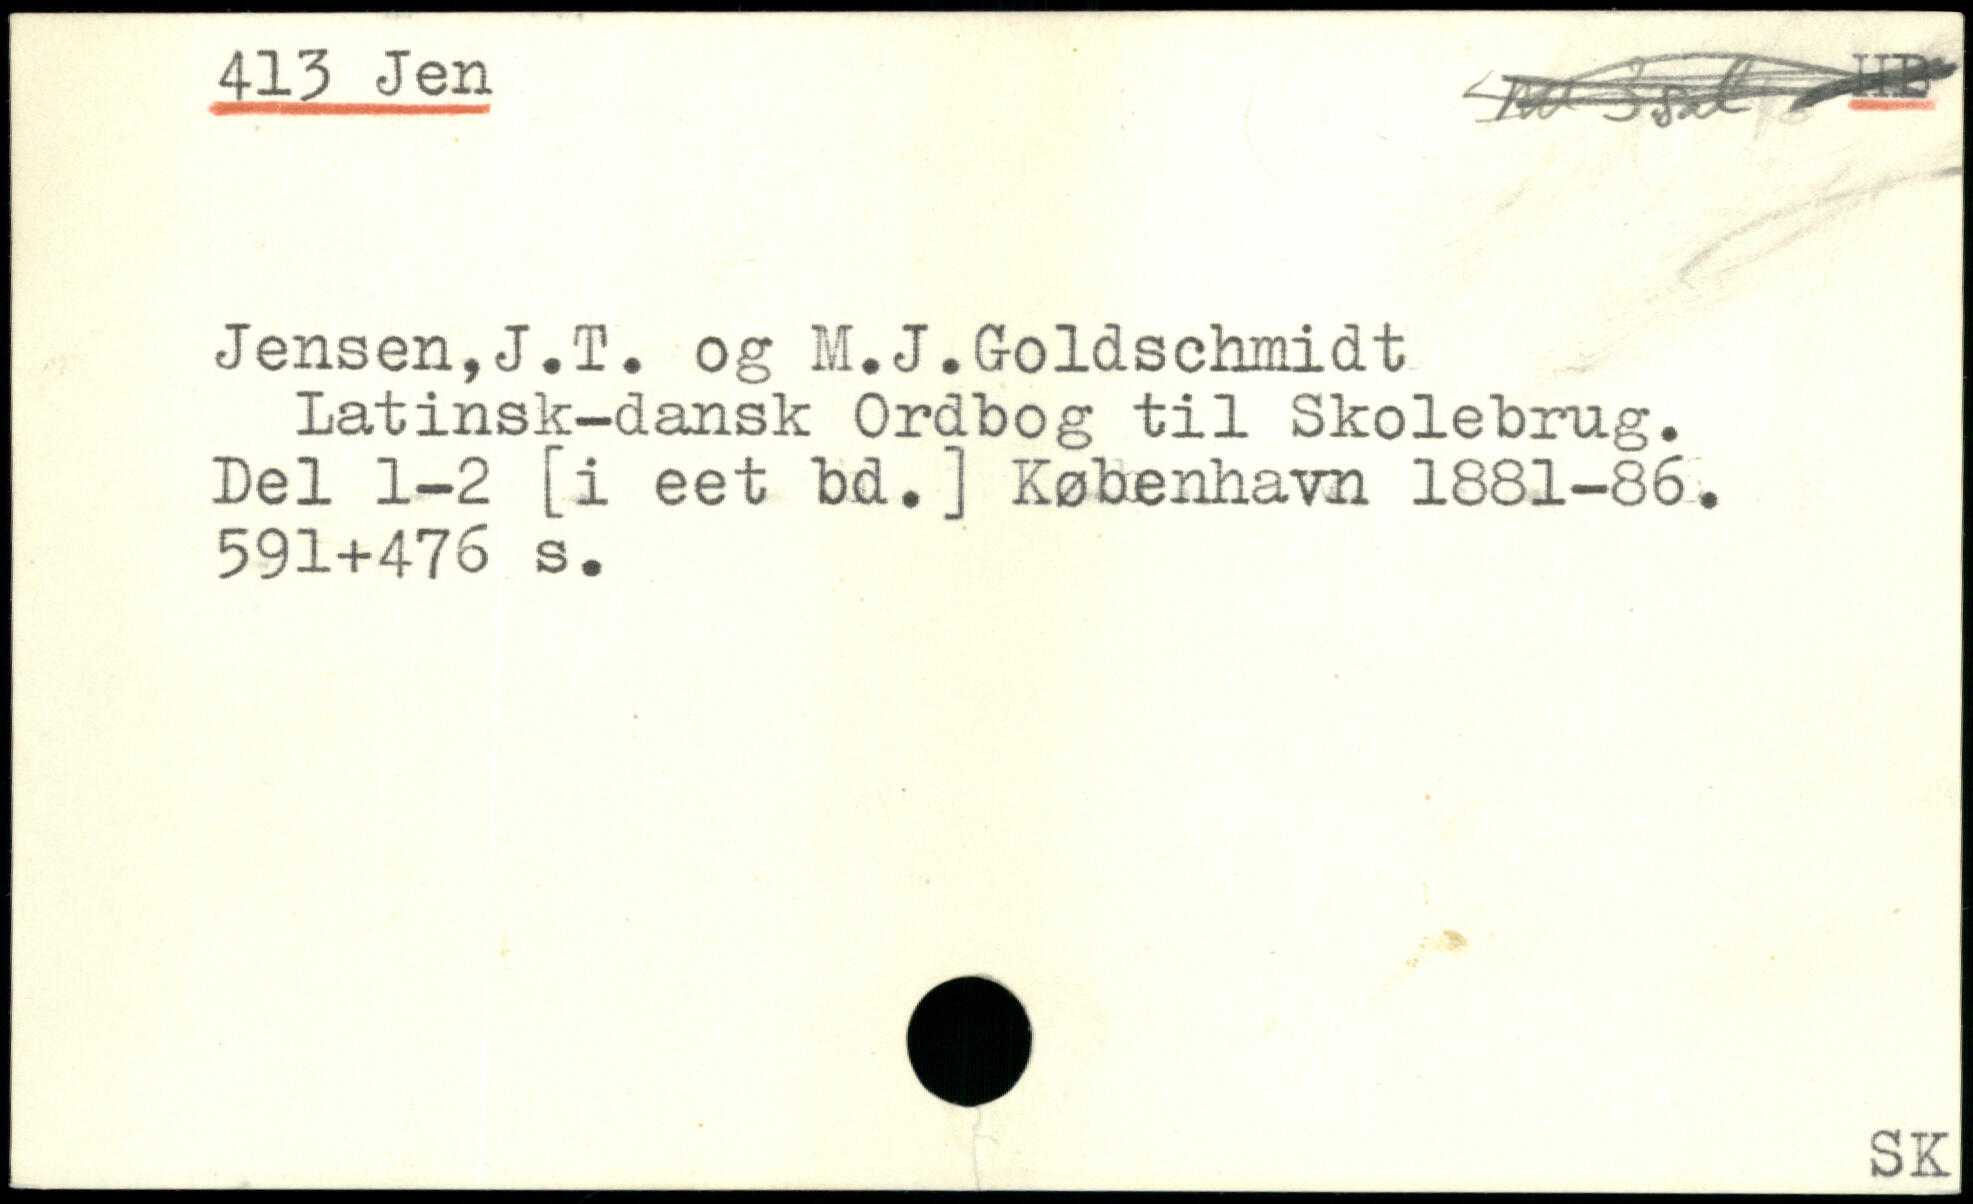 413 Jen HB
Jensen,J.T. og M.J.Goldschmidt
Latinsk-dansk Ordbog til Skolebrug.
Del 1-2 [i eet bd.] København 1881-86.
591+476 s.
SK